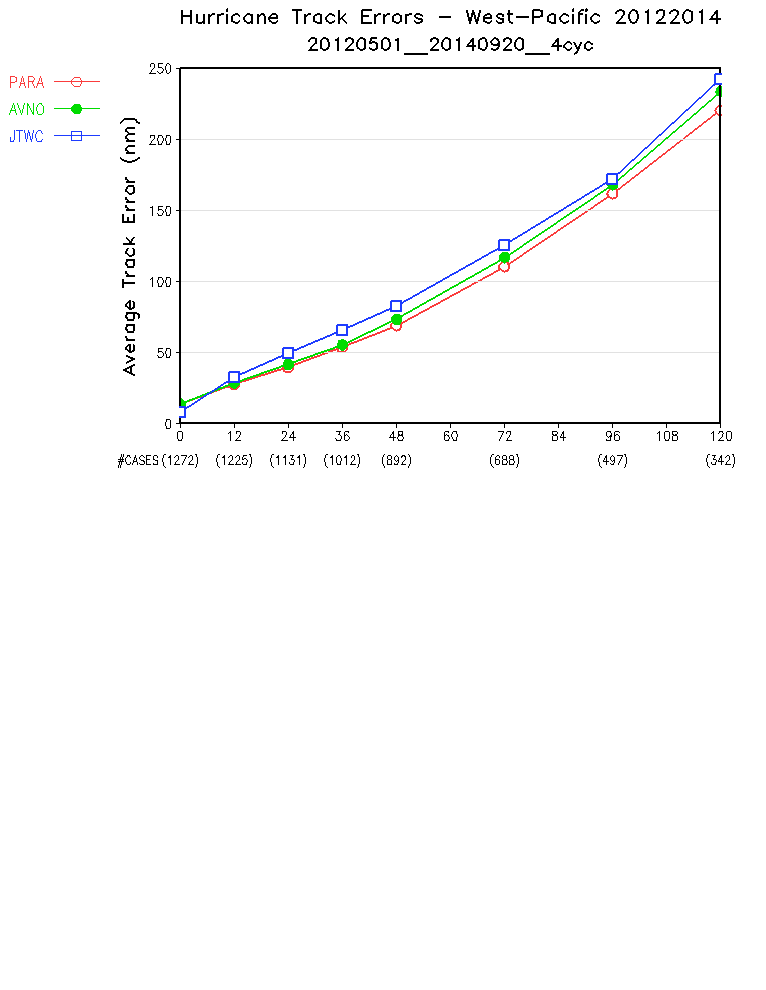 Hurricane Track Errors - West-Pacific 20122014
20120501__20140920__4cyc
PARA
AVNO
JTWC
Average Track Error (nm)
250
200
150
100
50
0
0 12 24 36 48 60 72 84 96 108 120
#CASES (1272) (1225) (1131) (1012) (892) (688) (497) (342)